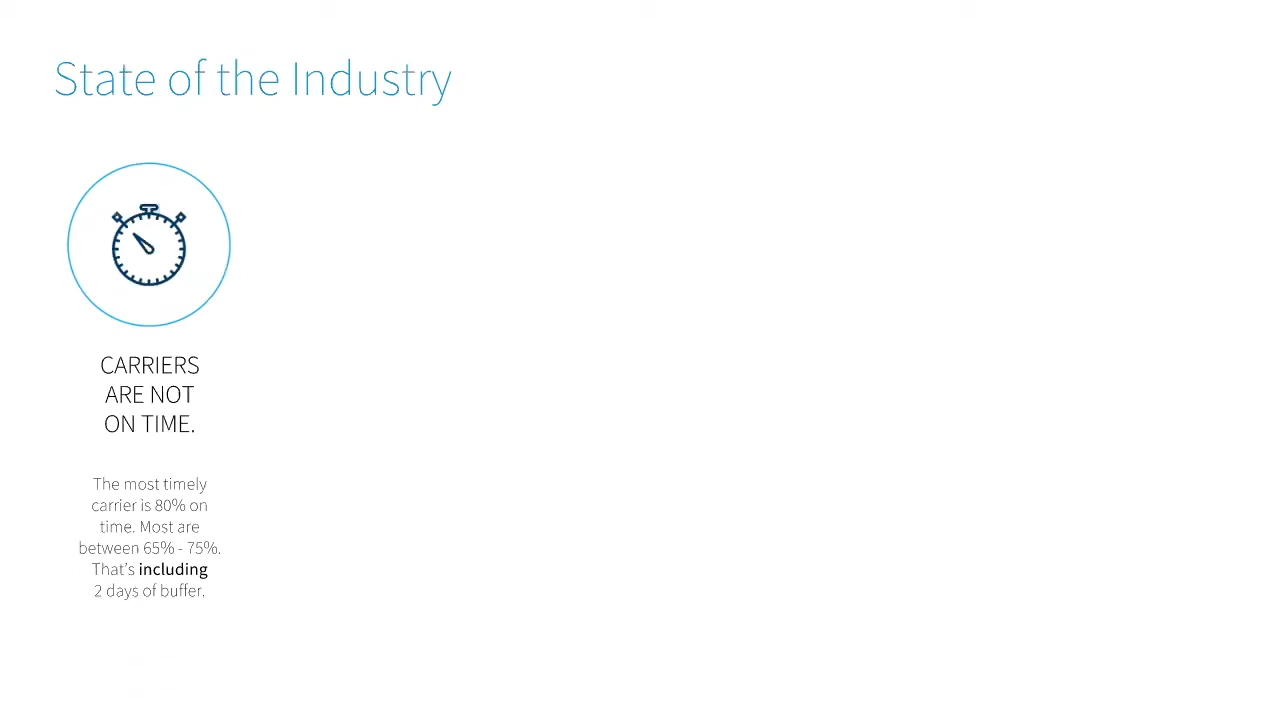 State of the Industry
CARRIERS
ARE NOT
ON TIME.
The most timely
carrier is 80% on
time. Most are
between 65% - 75%.
That's including
2 days of buffer.